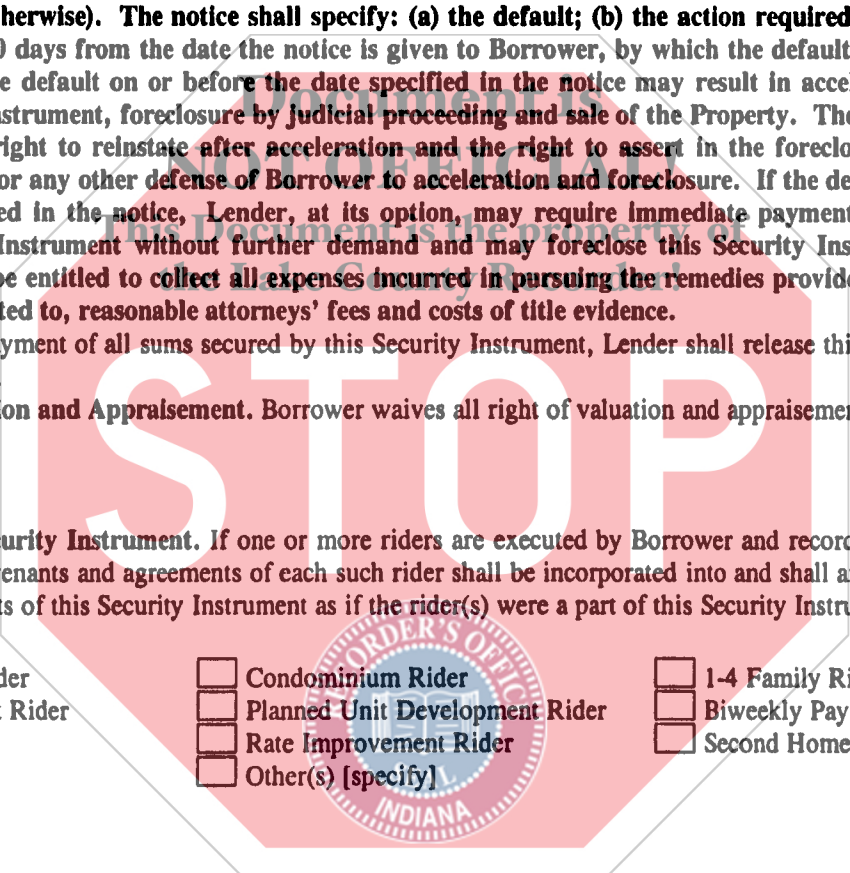 herwise). The notice shall specify: (a) the default; (b) the action required
0 days from the date the notice is given to Borrower, by which the default
e default on or before the date specified in the notice may result in acce
Document is
strument, foreclosure by judicial proceeding and sale of the Property. The
ight to reinstate after acceleration and the right to assert in the foreclo
NOT OFFICIAL!
or any other defense of Borrower to acceleration and foreclosure. If the de
ed in the notice, Lender, at its option, may require immediate payment
This Document is the property of
Instrument without further demand and may foreclose this Security Ins
the Lake County Recorder!
be entitled to collect all expenses incurred in pursuing the remedies provide
ted to, reasonable attorneys' fees and costs of title evidence.
yment of all sums secured by this Security Instrument, Lender shall release thi
STOP
on and Appraisement. Borrower waives all right of valuation and appraisemen
urity Instrument. If one or more riders are executed by Borrower and record
enants and agreements of each such rider shall be incorporated into and shall a
ts of this Security Instrument as if the rider(s) were a part of this Security Instru
der
Condominium Rider
1-4 Family Ri
t Rider
Planned Unit Development Rider
Biweekly Pay
Rate Improvement Rider
Second Home
Other(s) [specify]
RECORDER'S OFFIC
SEAL
INDIANA